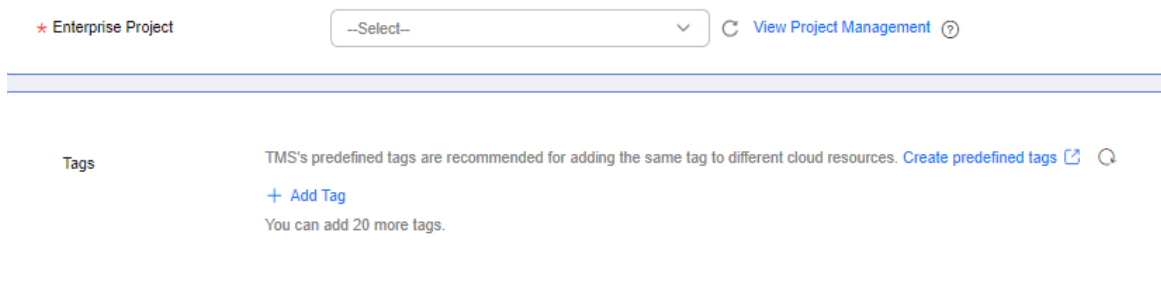 * Enterprise Project --Select-- View Project Management ?
Tags TMS's predefined tags are recommended for adding the same tag to different cloud resources. Create predefined tags
+ Add Tag
You can add 20 more tags.